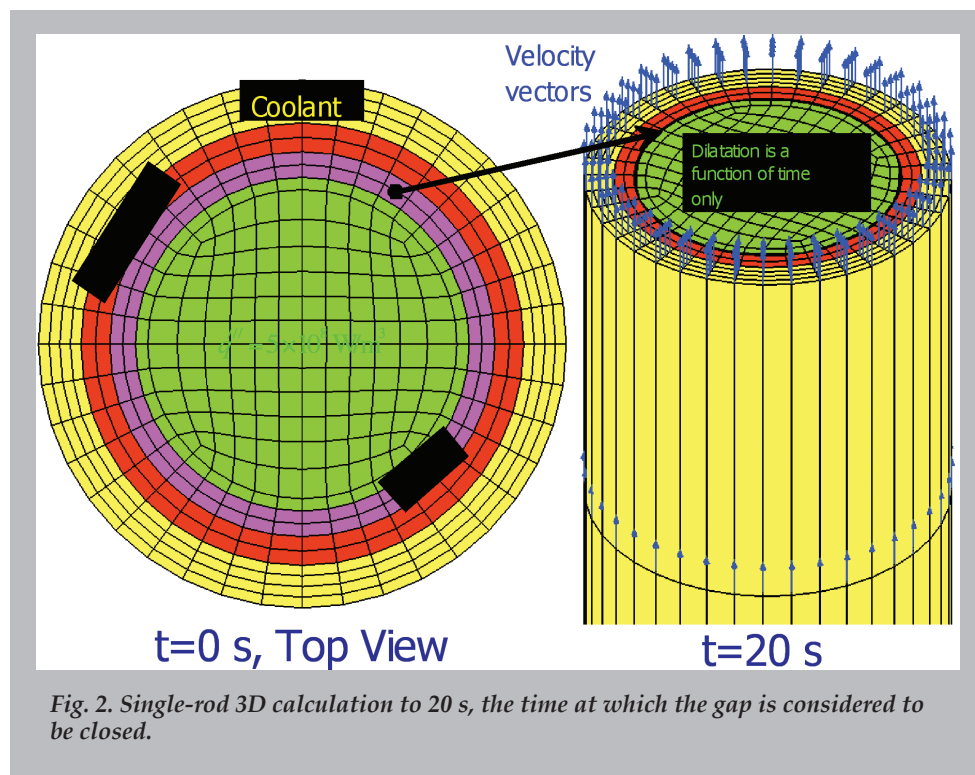 Coolant
Velocity
vectors
Dilatation is a
function of time
only
t=0 s, Top View
t=20 s
Fig. 2. Single-rod 3D calculation to 20 s, the time at which the gap is considered to
be closed.